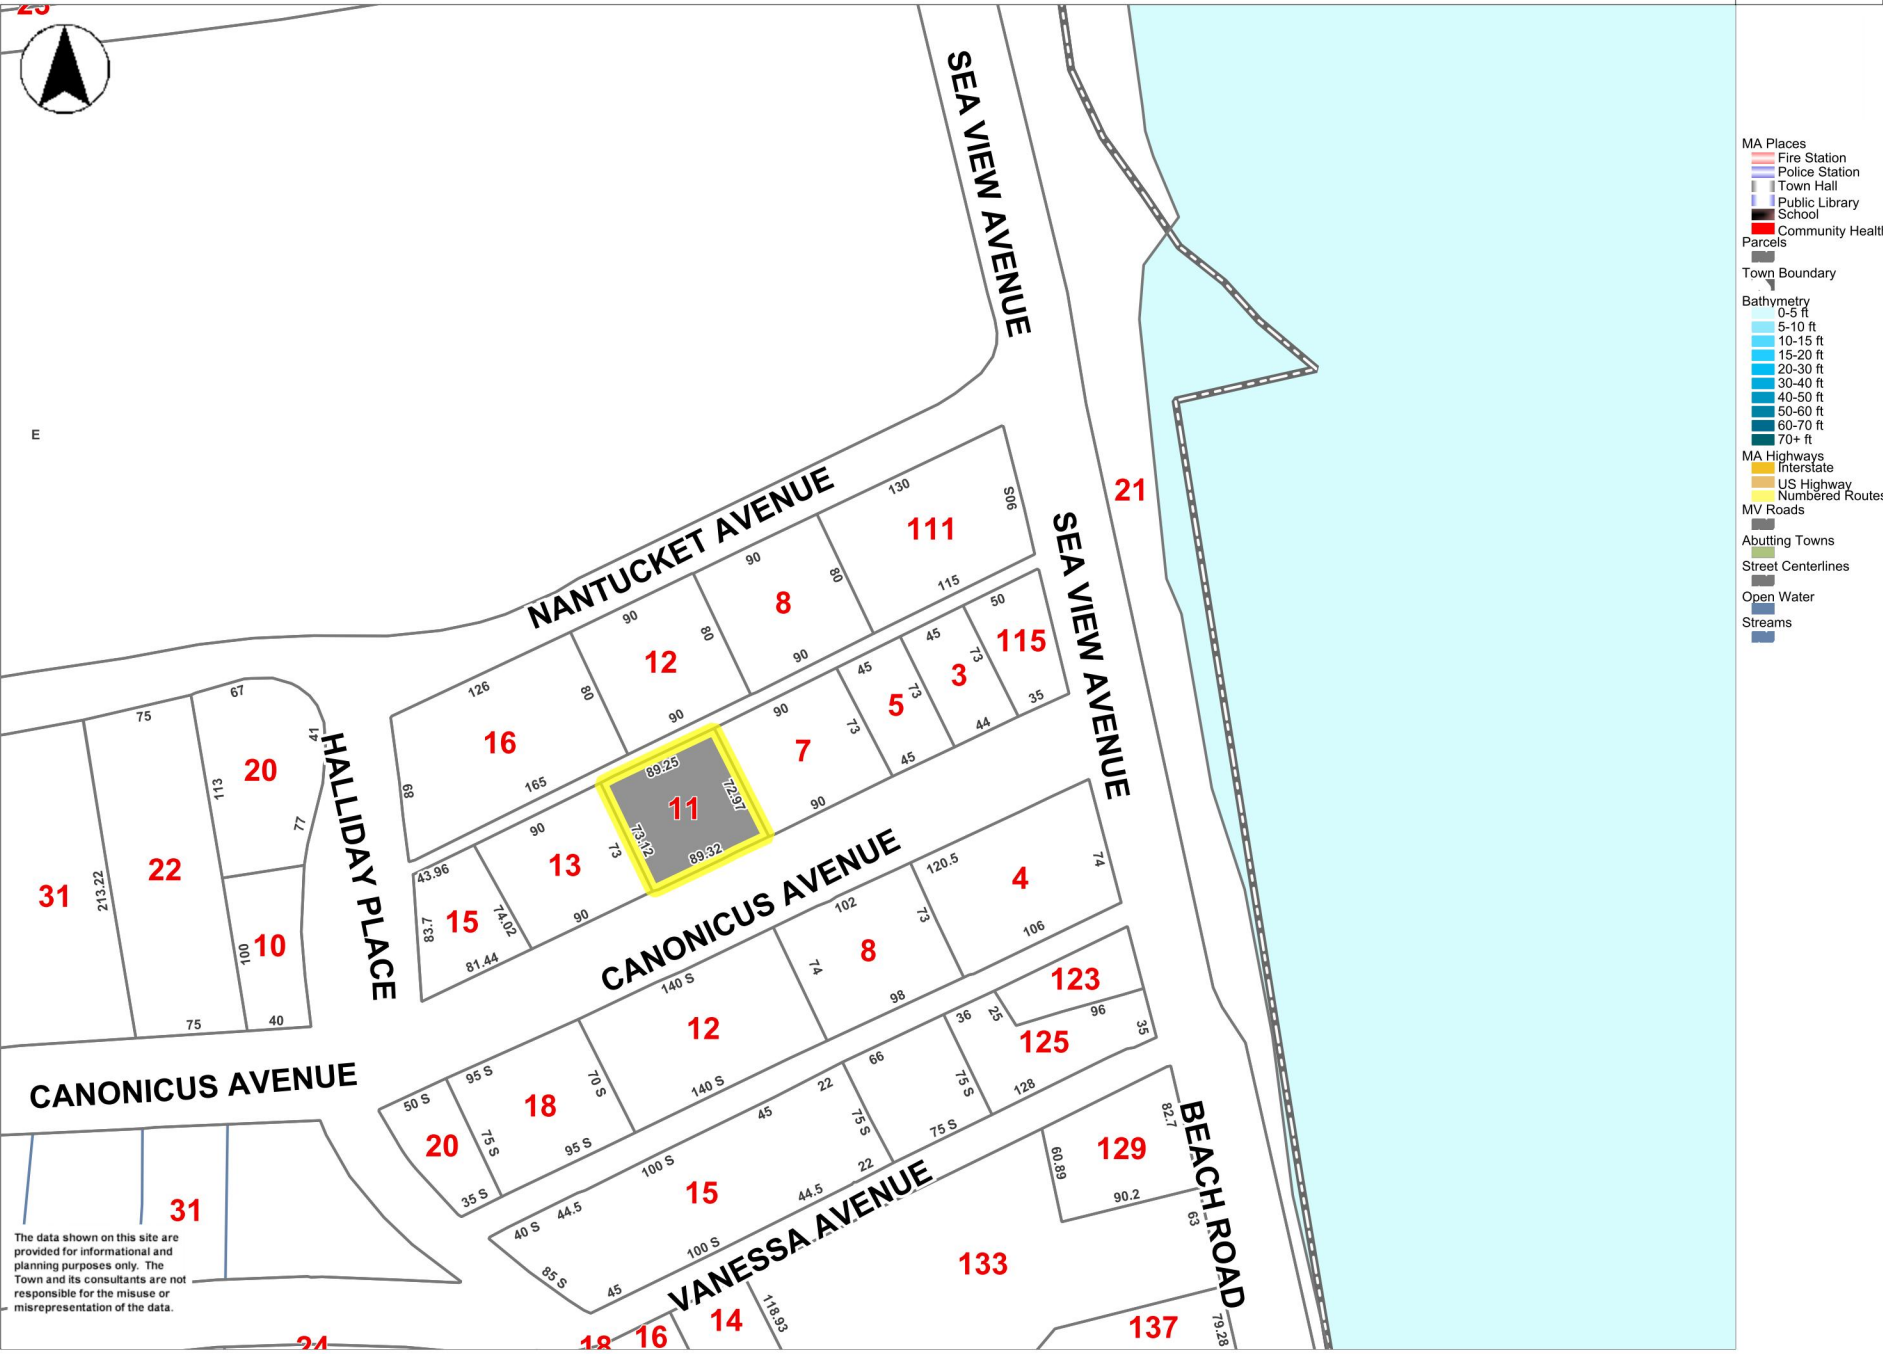 SEA VIEW AVENUE
E
21
NANTUCKET AVENUE
130
90S
111
115
90
80
8
90
90
80
12
90
126
80
16
89
165
50
115
35
45
73
3
44
45
73
5
45
90
73
7
90
89.25
72.97
11
73.12
89.32
90
73
13
90
43.96
74.02
15
83.7
81.44
SEA VIEW AVENUE
67
41
75
20
113
77
HALLIDAY PLACE
22
31
213.22
10
100
75
40
CANONICUS AVENUE
120.5
74
4
106
102
73
8
74
98
140 S
12
140 S
95 S
70 S
18
95 S
50 S
75 S
20
35 S
CANONICUS AVENUE
123
96
35
36
25
125
128
66
75 S
75 S
22
45
75 S
22
100 S
15
44.5
44.5
40 S
100 S
85 S
45
VANESSA AVENUE
82.7
129
60.89
90.2
63
BEACH ROAD
133
137
79.28
118.93
14
16
18
24
31
The data shown on this site are
provided for informational and
planning purposes only. The
Town and its consultants are not
responsible for the misuse or
misrepresentation of the data.
MA Places
Fire Station
Police Station
Town Hall
Public Library
School
Community Healt
Parcels
Town Boundary
Bathymetry
0-5 ft
5-10 ft
10-15 ft
15-20 ft
20-30 ft
30-40 ft
40-50 ft
50-60 ft
60-70 ft
70+ ft
MA Highways
Interstate
US Highway
Numbered Routes
MV Roads
Abutting Towns
Street Centerlines
Open Water
Streams